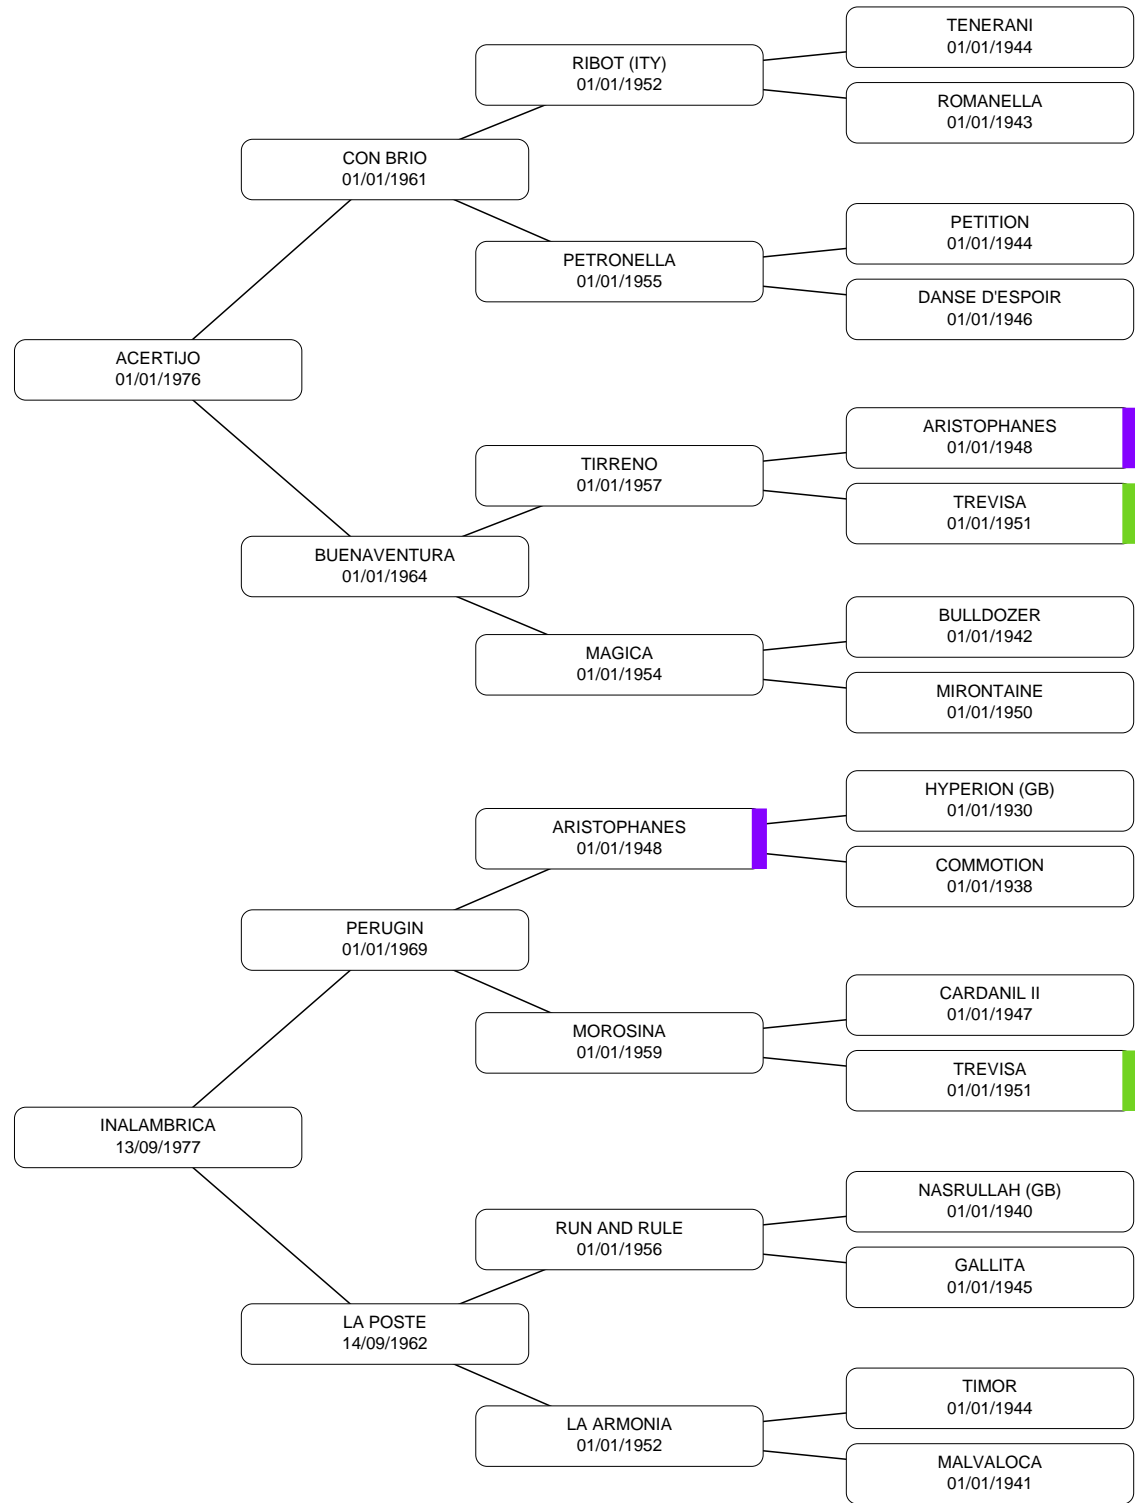 TENERANI
01/01/1944
RIBOT (ITY)
01/01/1952
ROMANELLA
01/01/1943
CON BRIO
01/01/1961
PETITION
01/01/1944
PETRONELLA
01/01/1955
DANSE D'ESPOIR
01/01/1946
ACERTIJO
01/01/1976
ARISTOPHANES
01/01/1948
TIRRENO
01/01/1957
TREVISA
01/01/1951
BUENAVENTURA
01/01/1964
BULLDOZER
01/01/1942
MAGICA
01/01/1954
MIRONTAINE
01/01/1950
HYPERION (GB)
01/01/1930
ARISTOPHANES
01/01/1948
COMMOTION
01/01/1938
PERUGIN
01/01/1969
CARDANIL II
01/01/1947
MOROSINA
01/01/1959
TREVISA
01/01/1951
INALAMBRICA
13/09/1977
NASRULLAH (GB)
01/01/1940
RUN AND RULE
01/01/1956
GALLITA
01/01/1945
LA POSTE
14/09/1962
TIMOR
01/01/1944
LA ARMONIA
01/01/1952
MALVALOCA
01/01/1941